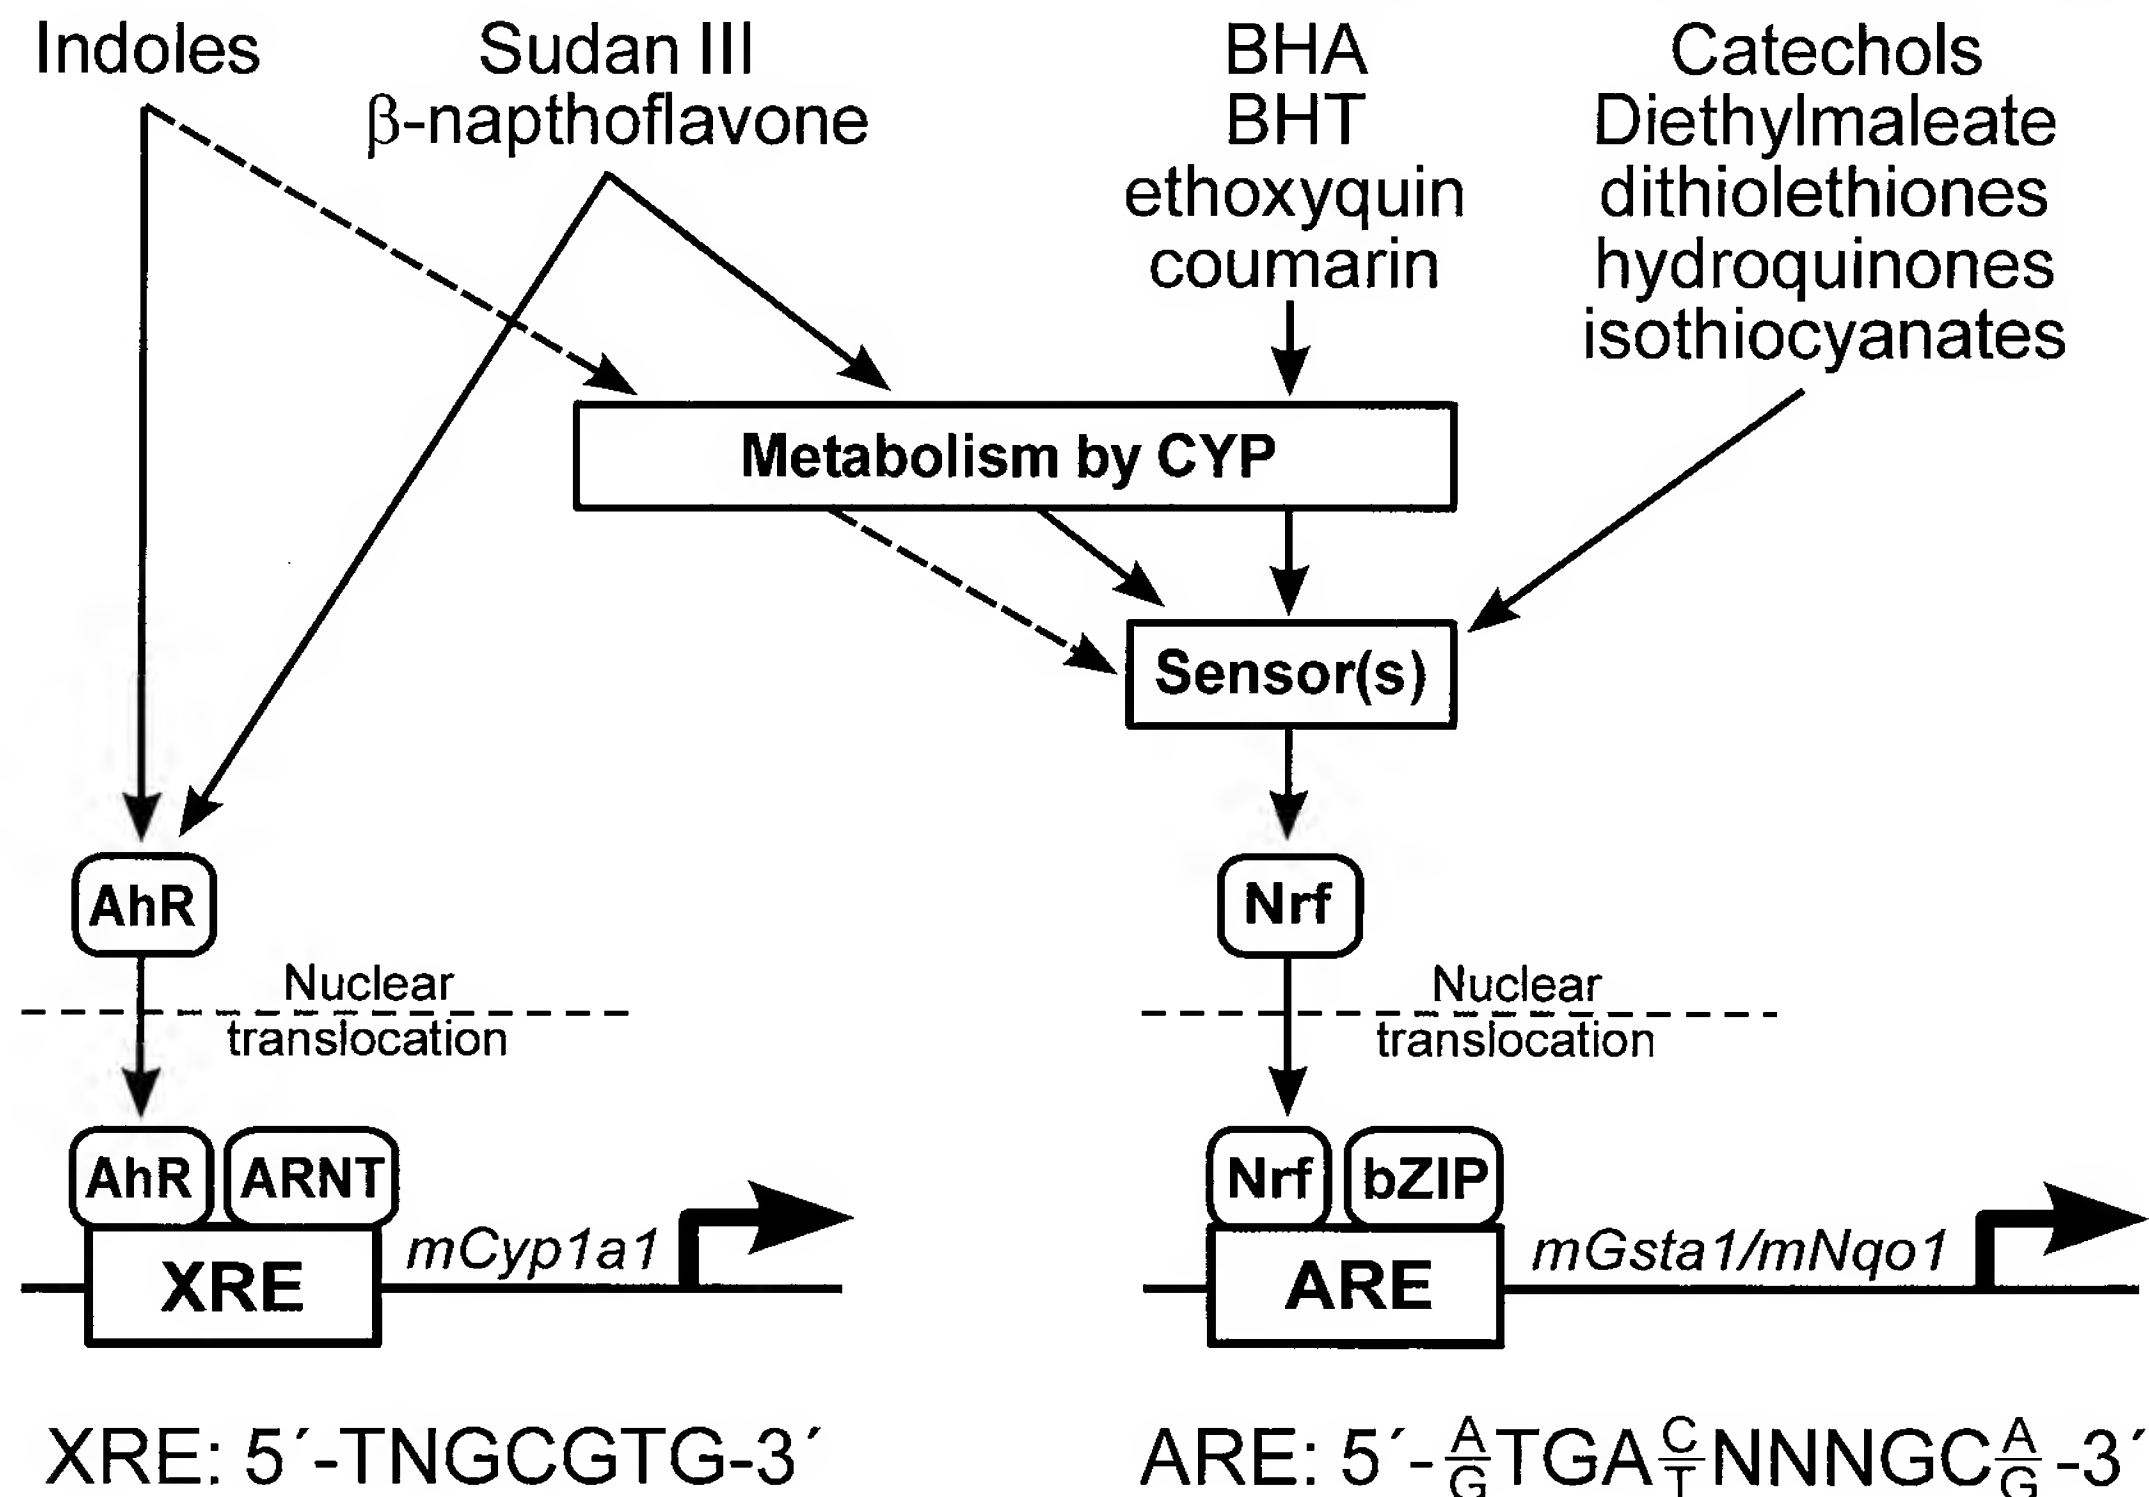 Indoles
Sudan III
β-napthoflavone
BHA
BHT
ethoxyquin
coumarin
Catechols
Diethylmaleate
dithiolethiones
hydroquinones
isothiocyanates
Metabolism by CYP
Sensor(s)
AhR
Nrf
Nuclear
translocation
Nuclear
translocation
AhR
ARNT
XRE
mCyp1a1
Nrf
bZIP
ARE
mGsta1/mNqo1
XRE: 5´-TNGCGTG-3´
ARE: 5´-A/GTGAC/TNNNGCA/G-3´